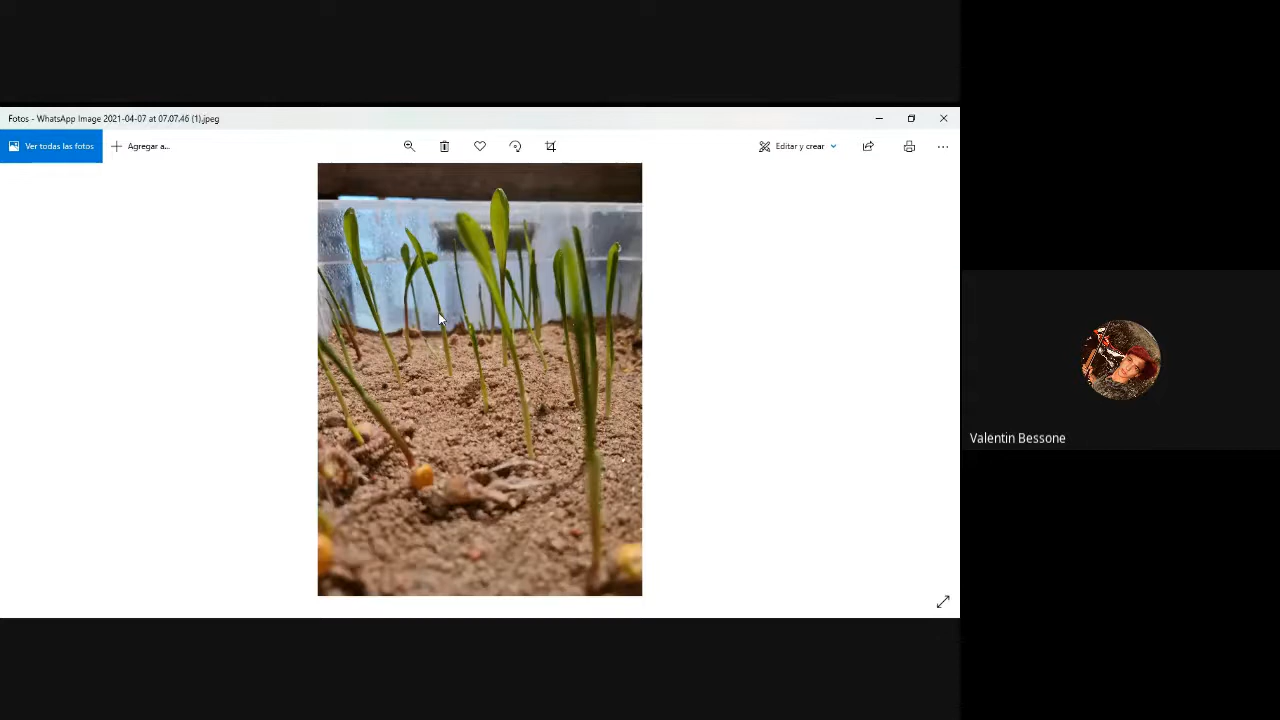 Fotos - WhatsApp Image 2021-04-07 at 07.07.46 (1).jpeg
Ver todas las fotos
Agregar a...
Editar y crear
Valentin Bessone